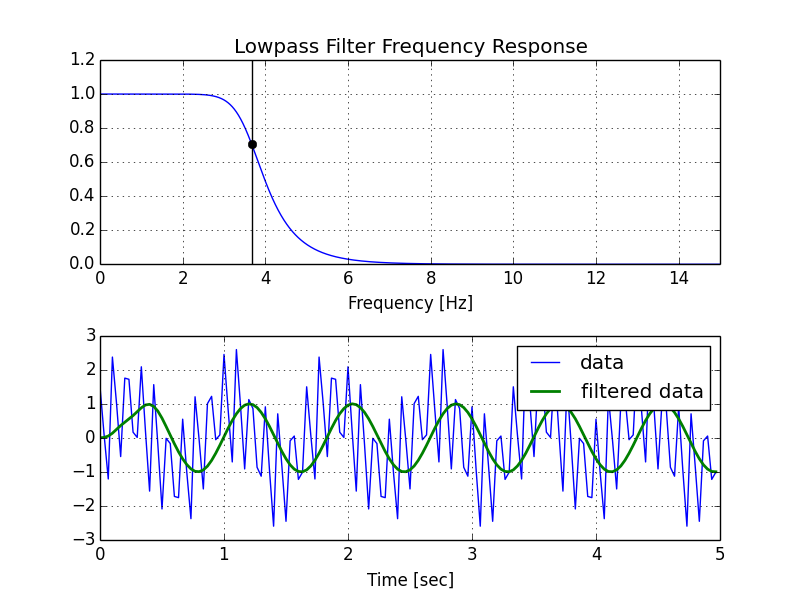 Lowpass Filter Frequency Response
1.2
1.0
0.8
0.6
0.4
0.2
0.0
0 2 4 6 8 10 12 14
Frequency [Hz]
3
2
1
0
−1
−2
−3
data
filtered data
0 1 2 3 4 5
Time [sec]